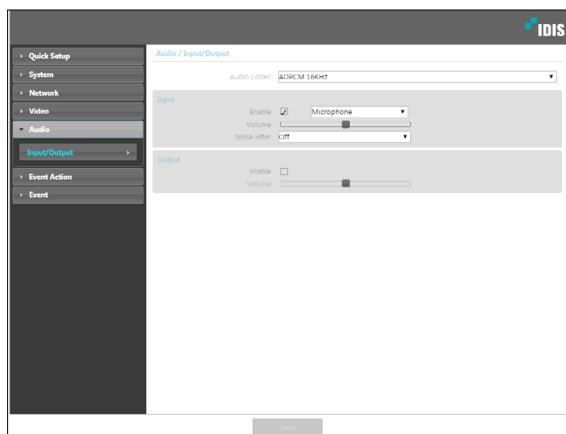 IDIS
Quick Setup
System
Network
Video
Audio
Input/Output
Event Action
Event
Audio / Input/Output
Audio Codec ADPCM 16KHz
Input
Enable Microphone
Volume
Noise Filter Off
Output
Enable
Volume
Save